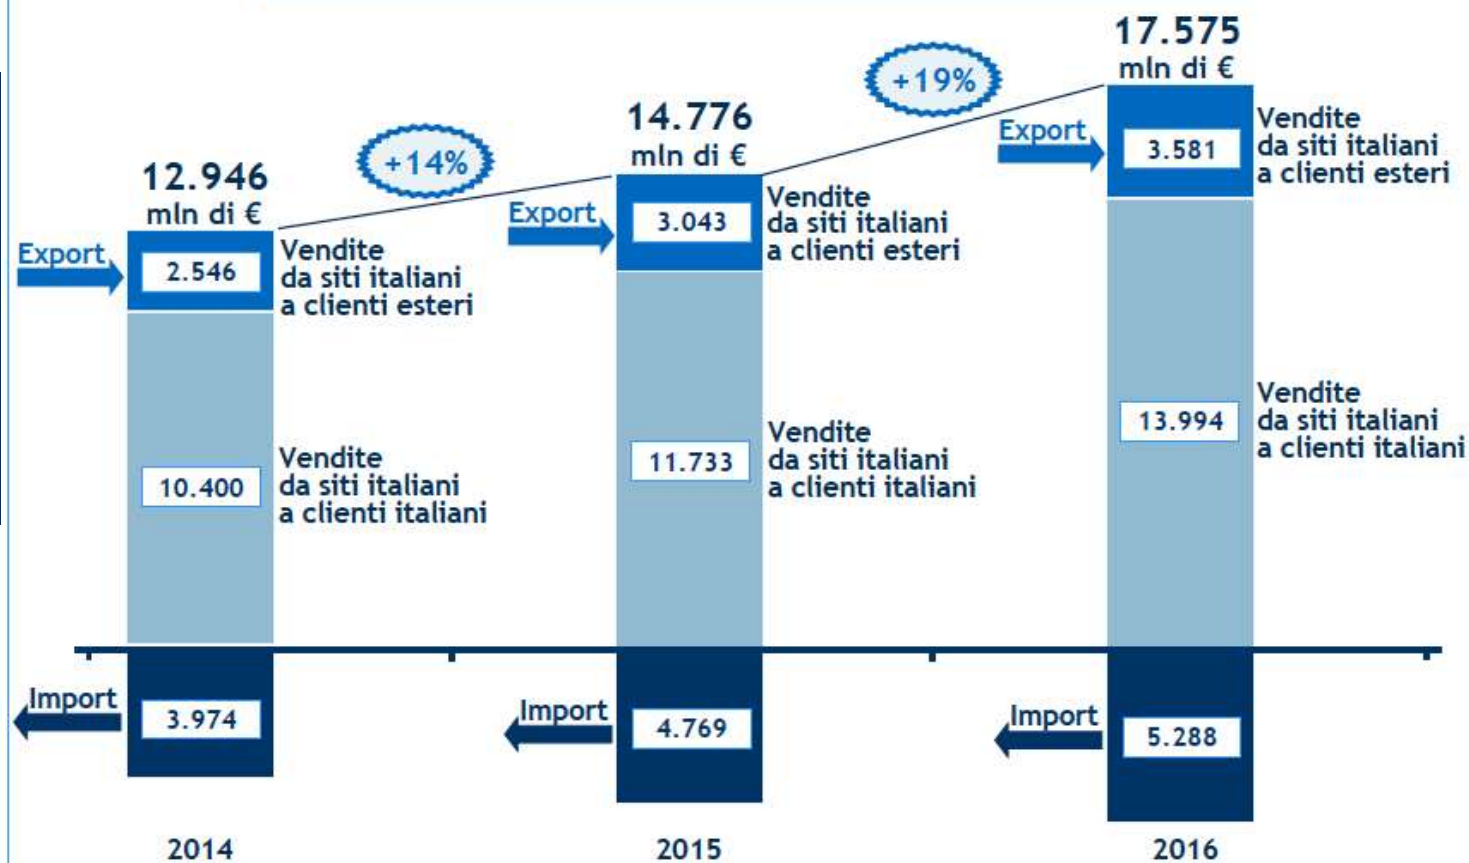 12.946
mln di €
+14%
14.776
mln di €
+19%
17.575
mln di €
Export
2.546
Vendite
da siti italiani
a clienti esteri
Export
3.043
Vendite
da siti italiani
a clienti esteri
Export
3.581
Vendite
da siti italiani
a clienti esteri
10.400
Vendite
da siti italiani
a clienti italiani
11.733
Vendite
da siti italiani
a clienti italiani
13.994
Vendite
da siti italiani
a clienti italiani
Import
3.974
Import
4.769
Import
5.288
2014
2015
2016